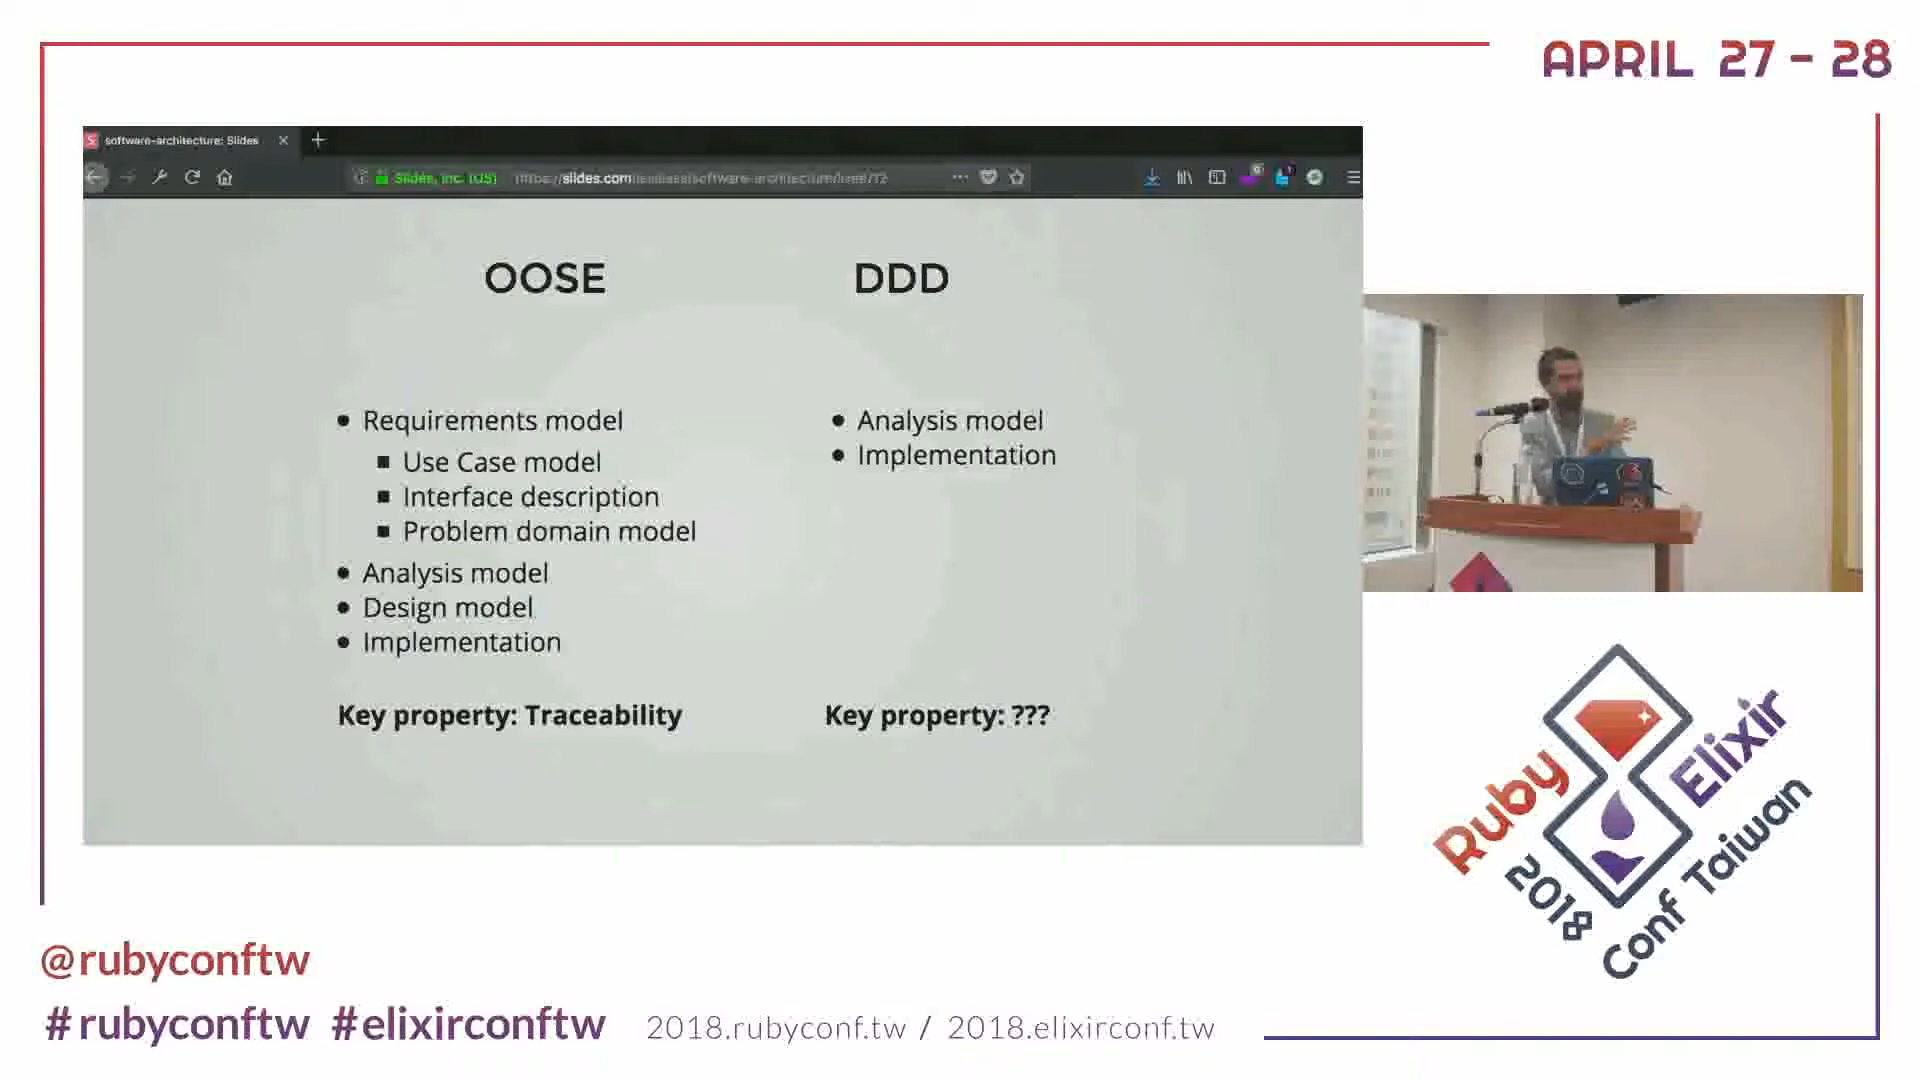 APRIL 27 - 28
software-architecture: Slides
Slides, Inc. (US)
OOSE
DDD
Requirements model
Use Case model
Interface description
Problem domain model
Analysis model
Design model
Implementation
Key property: Traceability
Analysis model
Implementation
Key property: ???
Ruby
Elixir
2018
Conf Taiwan
@rubyconftw
#rubyconftw #elixirconftw
2018.rubyconf.tw / 2018.elixirconf.tw